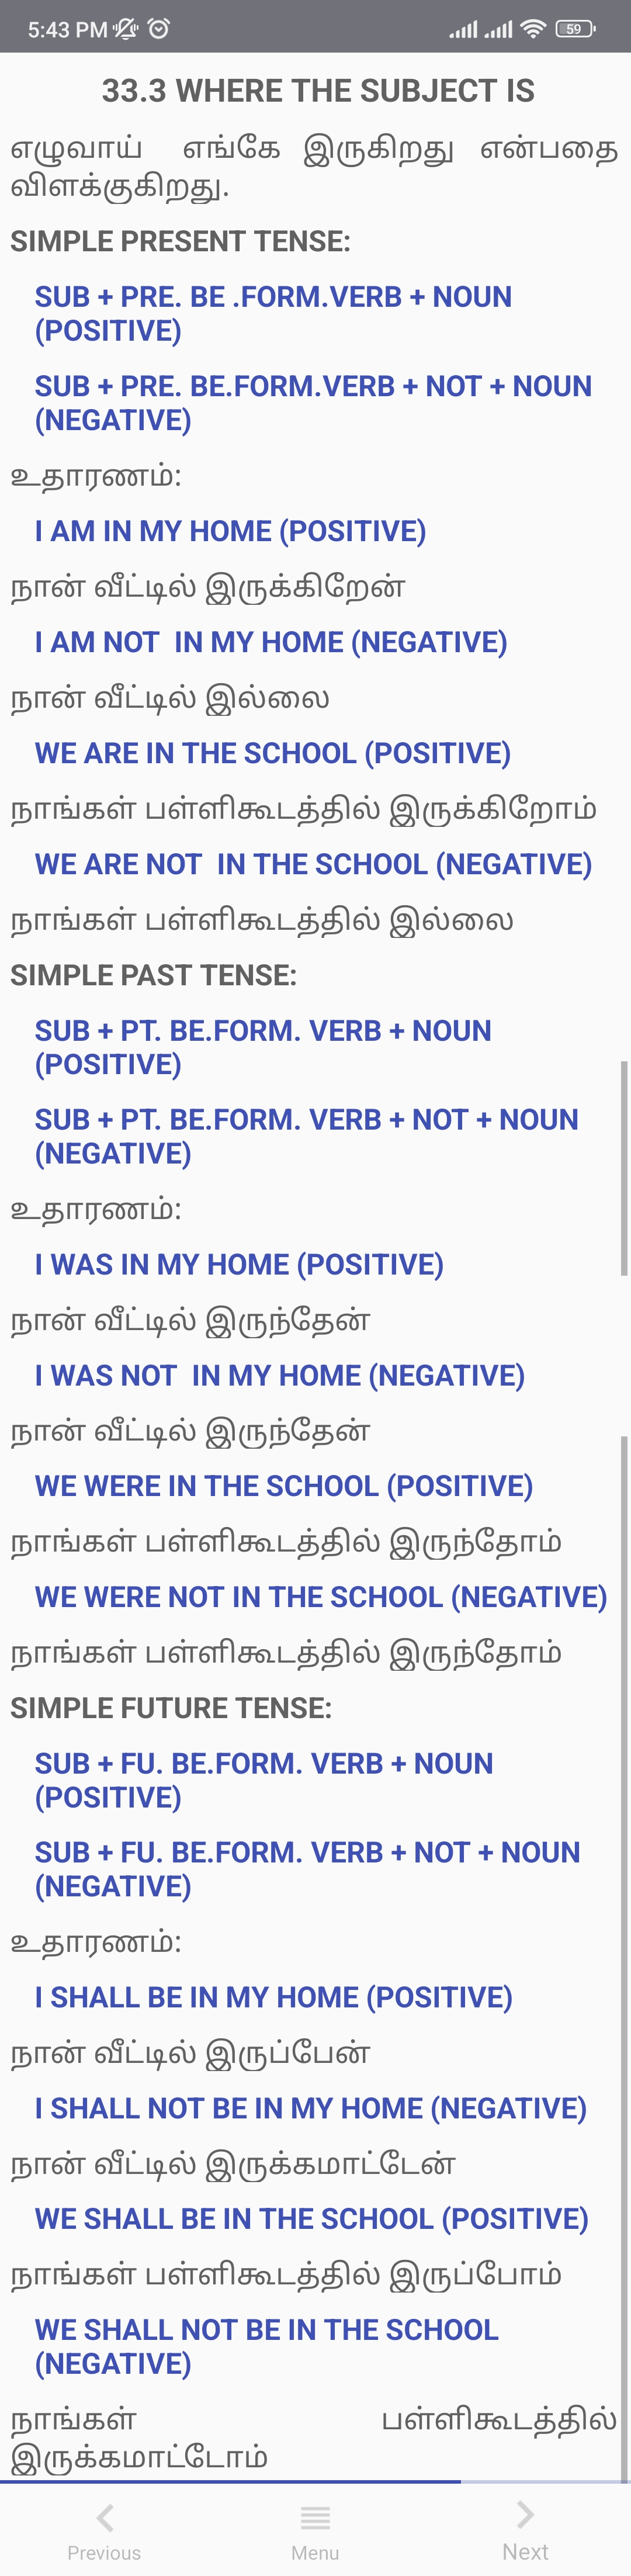 5:43 PM
59
33.3 WHERE THE SUBJECT IS
எழுவாய் எங்கே இருகிறது என்பதை
விளக்குகிறது.
SIMPLE PRESENT TENSE:
SUB + PRE. BE .FORM.VERB + NOUN
(POSITIVE)
SUB + PRE. BE.FORM.VERB + NOT + NOUN
(NEGATIVE)
உதாரணம்:
I AM IN MY HOME (POSITIVE)
நான் வீட்டில் இருக்கிறேன்
I AM NOT  IN MY HOME (NEGATIVE)
நான் வீட்டில் இல்லை
WE ARE IN THE SCHOOL (POSITIVE)
நாங்கள் பள்ளிகூடத்தில் இருக்கிறோம்
WE ARE NOT  IN THE SCHOOL (NEGATIVE)
நாங்கள் பள்ளிகூடத்தில் இல்லை
SIMPLE PAST TENSE:
SUB + PT. BE.FORM. VERB + NOUN
(POSITIVE)
SUB + PT. BE.FORM. VERB + NOT + NOUN
(NEGATIVE)
உதாரணம்:
I WAS IN MY HOME (POSITIVE)
நான் வீட்டில் இருந்தேன்
I WAS NOT  IN MY HOME (NEGATIVE)
நான் வீட்டில் இருந்தேன்
WE WERE IN THE SCHOOL (POSITIVE)
நாங்கள் பள்ளிகூடத்தில் இருந்தோம்
WE WERE NOT IN THE SCHOOL (NEGATIVE)
நாங்கள் பள்ளிகூடத்தில் இருந்தோம்
SIMPLE FUTURE TENSE:
SUB + FU. BE.FORM. VERB + NOUN
(POSITIVE)
SUB + FU. BE.FORM. VERB + NOT + NOUN
(NEGATIVE)
உதாரணம்:
I SHALL BE IN MY HOME (POSITIVE)
நான் வீட்டில் இருப்பேன்
I SHALL NOT BE IN MY HOME (NEGATIVE)
நான் வீட்டில் இருக்கமாட்டேன்
WE SHALL BE IN THE SCHOOL (POSITIVE)
நாங்கள் பள்ளிகூடத்தில் இருப்போம்
WE SHALL NOT BE IN THE SCHOOL
(NEGATIVE)
நாங்கள் பள்ளிகூடத்தில்
இருக்கமாட்டோம்
Previous Menu Next